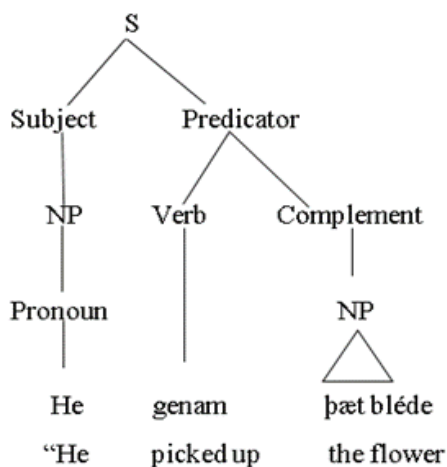 S
Subject Predicator
NP Verb Complement
Pronoun NP
He genam þæt bléde
“He picked up the flower